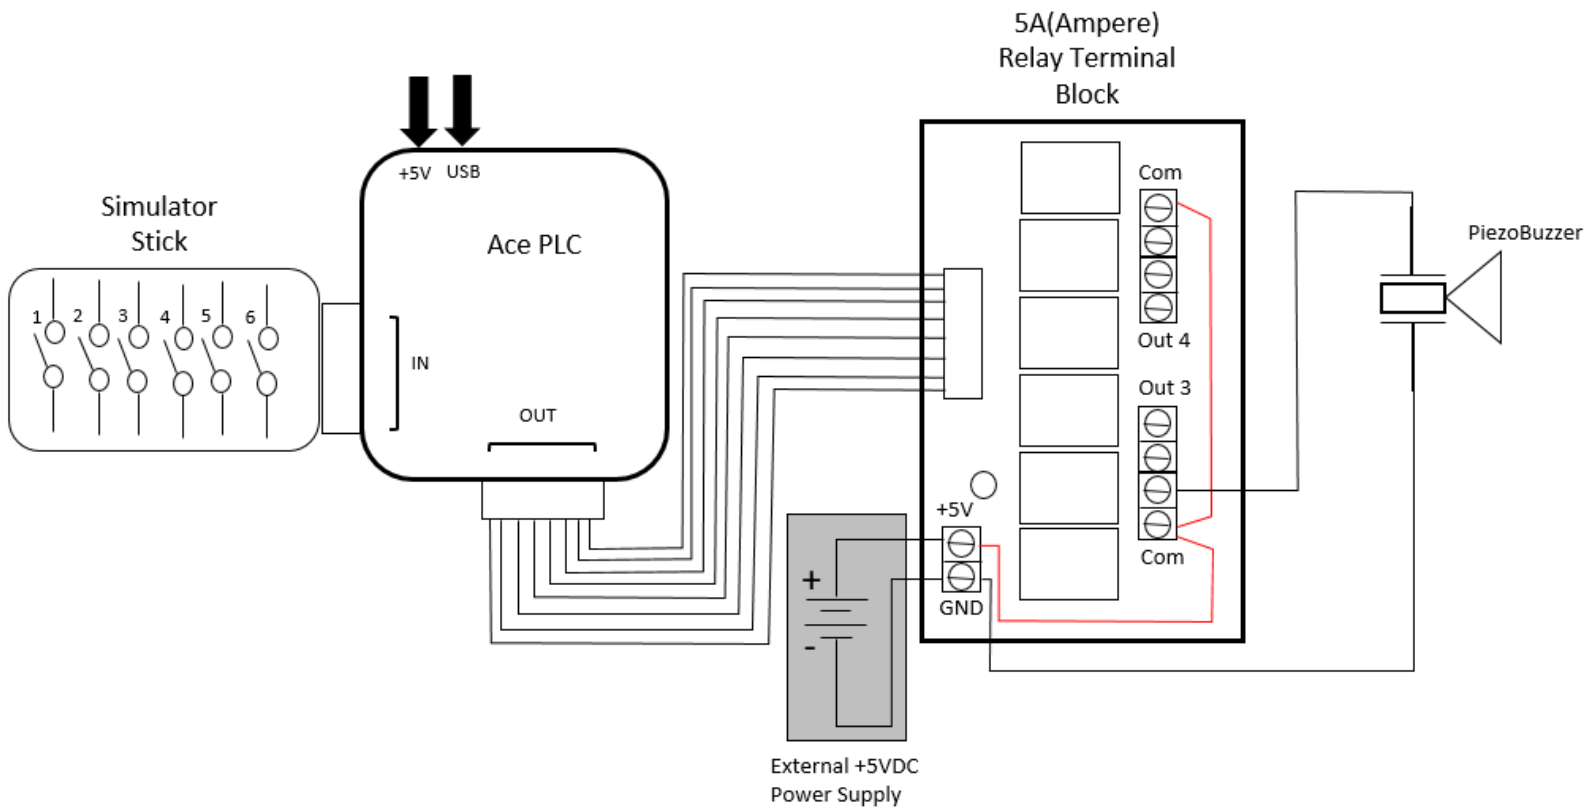 5A(Ampere)
Relay Terminal
Block
+5V USB
Com
Simulator
Stick
Ace PLC
PiezoBuzzer
1 2 3 4 5 6
Out 4
IN
Out 3
OUT
+5V
Com
+
GND
-
External +5VDC
Power Supply